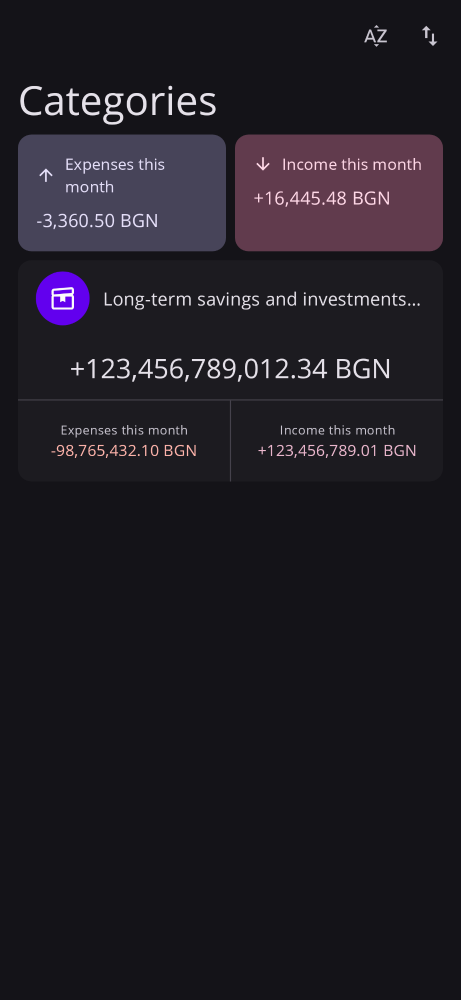 AZ
Categories
Expenses this
month
-3,360.50 BGN
Income this month
+16,445.48 BGN
Long-term savings and investments...
+123,456,789,012.34 BGN
Expenses this month
-98,765,432.10 BGN
Income this month
+123,456,789.01 BGN